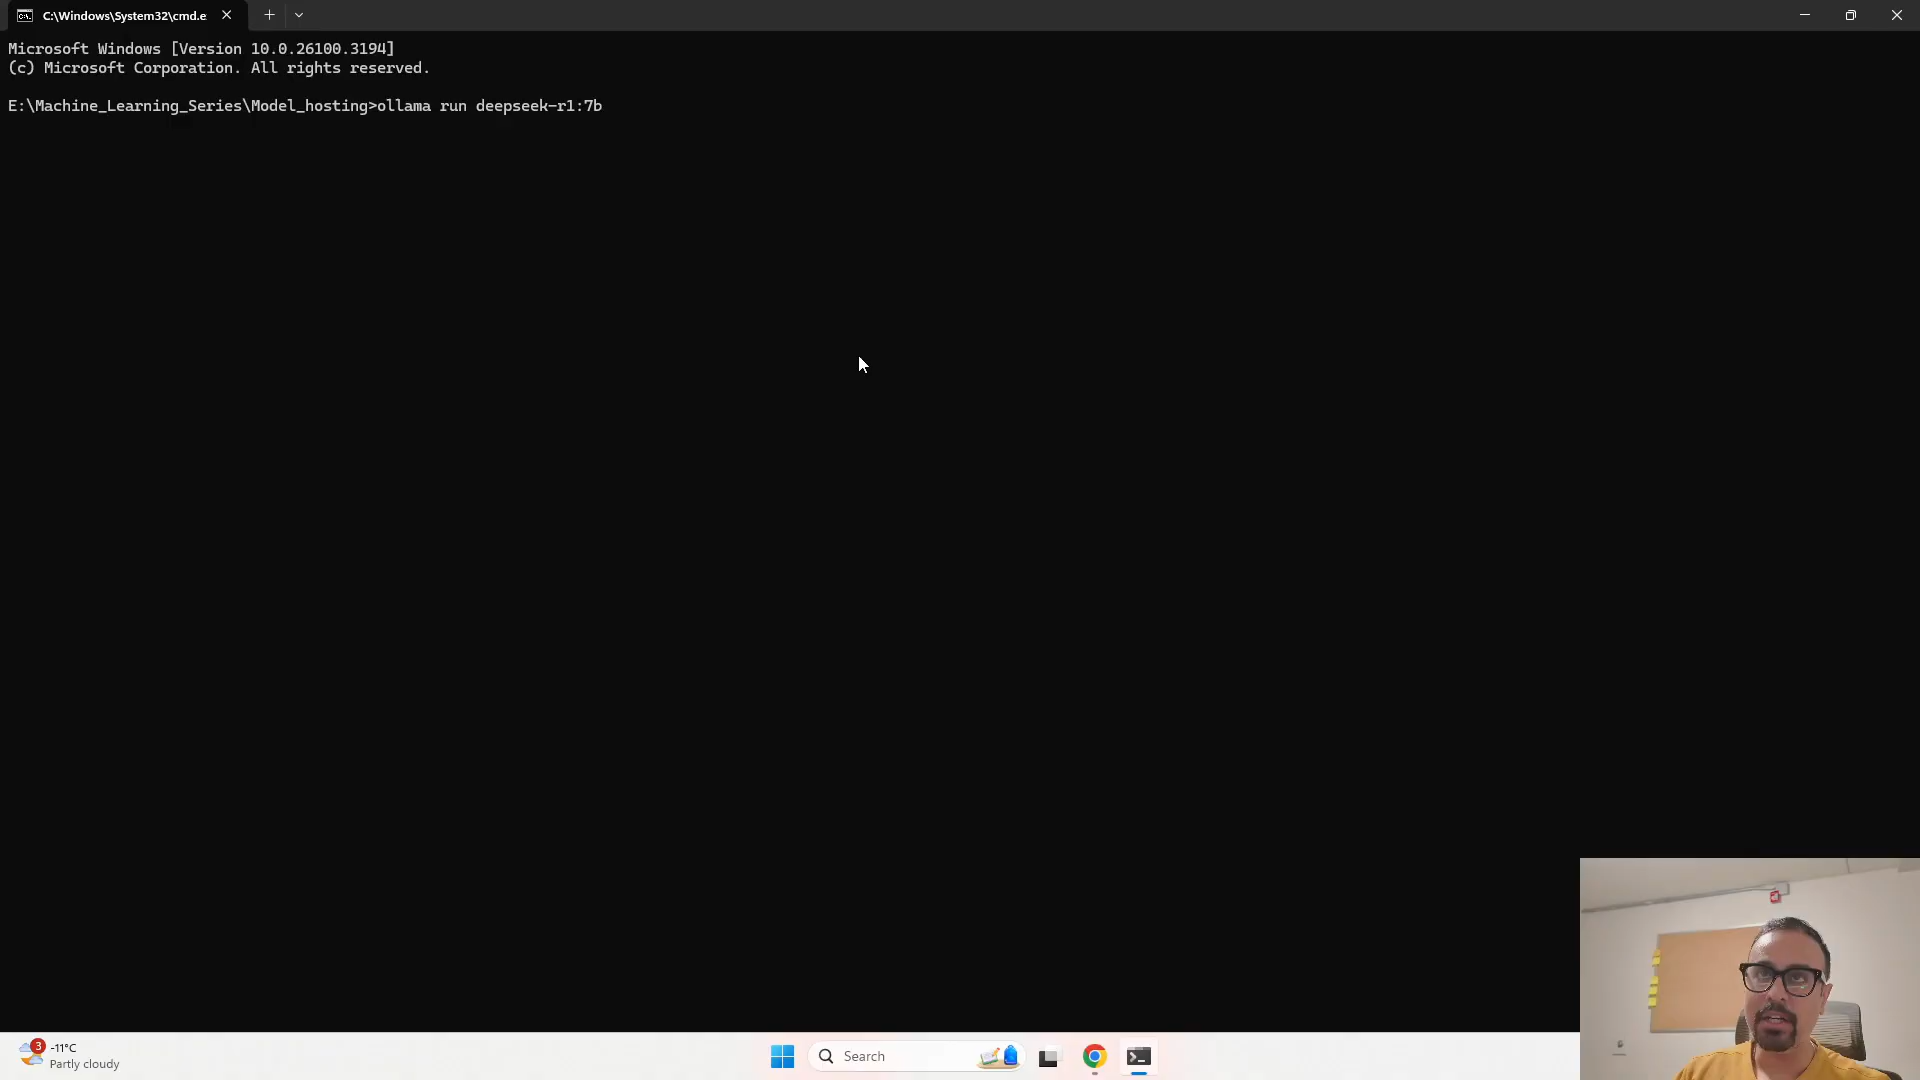 C:\Windows\System32\cmd.e
Microsoft Windows [Version 10.0.26100.3194]
(c) Microsoft Corporation. All rights reserved.
E:\Machine_Learning_Series\Model_hosting>ollama run deepseek-r1:7b
3
-11°C
Partly cloudy
Search